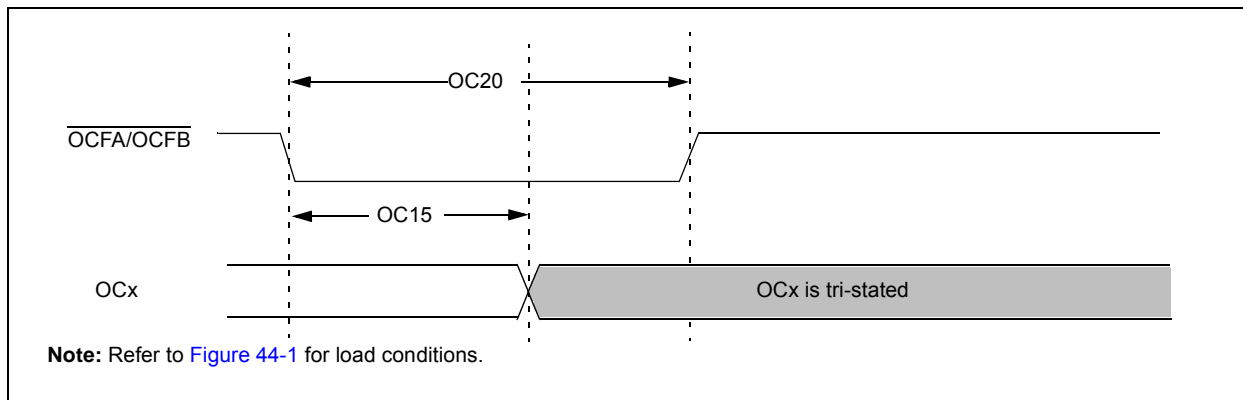 OC20
OCFA/OCFB
OC15
OCx
OCx is tri-stated
Note: Refer to Figure 44-1 for load conditions.